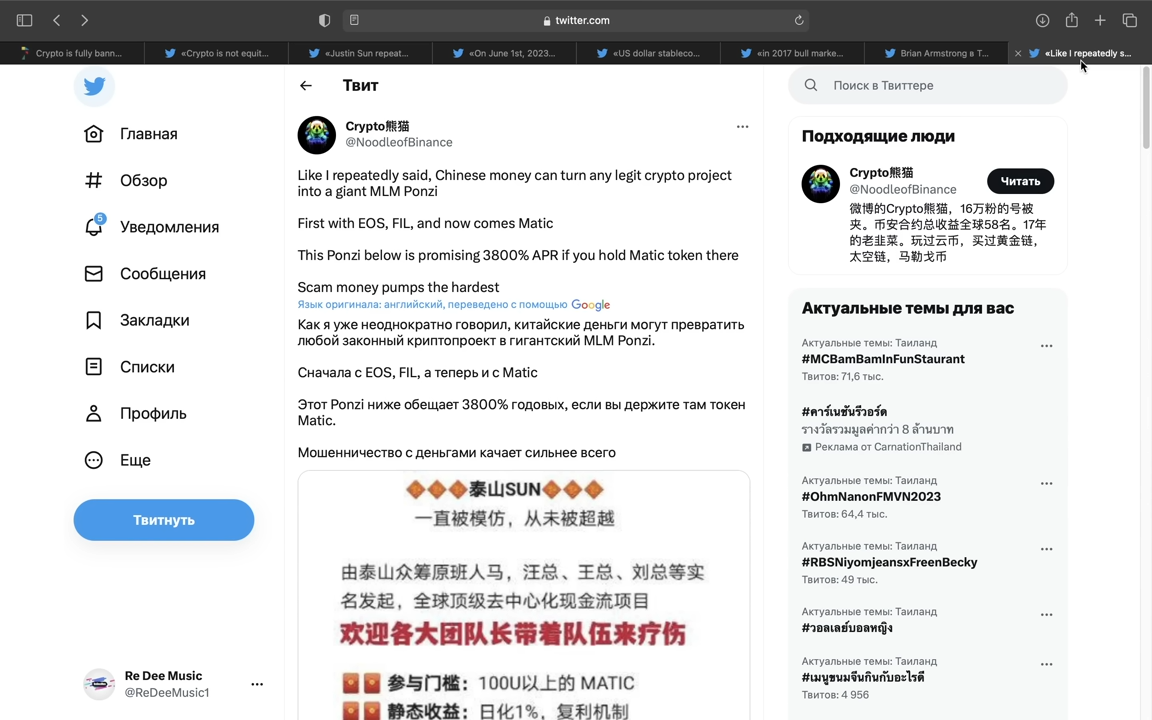 twitter.com
Crypto is fully bann...
«Crypto is not equit...
«Justin Sun repeat...
«On June 1st, 2023...
«US dollar stableco...
«in 2017 bull marke...
Brian Armstrong в Т...
«Like I repeatedly s...
Твит
Поиск в Твиттере
Главная
Обзор
5
Уведомления
Сообщения
Закладки
Списки
Профиль
Еще
Твитнуть
Re Dee Music
@ReDeeMusic1
Crypto熊猫
@NoodleofBinance
Like I repeatedly said, Chinese money can turn any legit crypto project
into a giant MLM Ponzi
First with EOS, FIL, and now comes Matic
This Ponzi below is promising 3800% APR if you hold Matic token there
Scam money pumps the hardest
Язык оригинала: английский, переведено с помощью Google
Как я уже неоднократно говорил, китайские деньги могут превратить
любой законный криптопроект в гигантский MLM Ponzi.
Сначала с EOS, FIL, а теперь и с Matic
Этот Ponzi ниже обещает 3800% годовых, если вы держите там токен
Matic.
Мошенничество с деньгами качает сильнее всего
泰山SUN
一直被模仿，从未被超越
由泰山众筹原班人马，汪总、王总、刘总等实
名发起，全球顶级去中心化现金流项目
欢迎各大团队长带着队伍来疗伤
参与门槛：100U以上的 MATIC
静态收益：日化1%，复利机制
Подходящие люди
Crypto熊猫
@NoodleofBinance
Читать
微博的Crypto熊猫，16万粉的号被
夹。币安合约总收益全球58名。17年
的老韭菜。玩过云币，买过黄金链，
太空链，马勒戈币
Актуальные темы для вас
Актуальные темы: Таиланд
#MCBamBamInFunStaurant
Твитов: 71,6 тыс.
#คาร์เนชันรีวอร์ด
รางวัลรวมมูลค่ากว่า 8 ล้านบาท
Реклама от CarnationThailand
Актуальные темы: Таиланд
#OhmNanonFMVN2023
Твитов: 64,4 тыс.
Актуальные темы: Таиланд
#RBSNiyomjeansxFreenBecky
Твитов: 49 тыс.
Актуальные темы: Таиланд
#วอลเลย์บอลหญิง
Актуальные темы: Таиланд
#เมนูขนมจีนกินกับอะไรดี
Твитов: 4 956